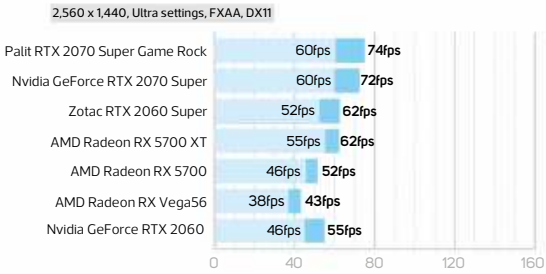 2,560 x 1,440, Ultra settings, FXAA, DX11
Palit RTX 2070 Super Game Rock 60fps 74fps
Nvidia GeForce RTX 2070 Super 60fps 72fps
Zotac RTX 2060 Super 52fps 62fps
AMD Radeon RX 5700 XT 55fps 62fps
AMD Radeon RX 5700 46fps 52fps
AMD Radeon RX Vega56 38fps 43fps
Nvidia GeForce RTX 2060 46fps 55fps
0 40 80 120 160